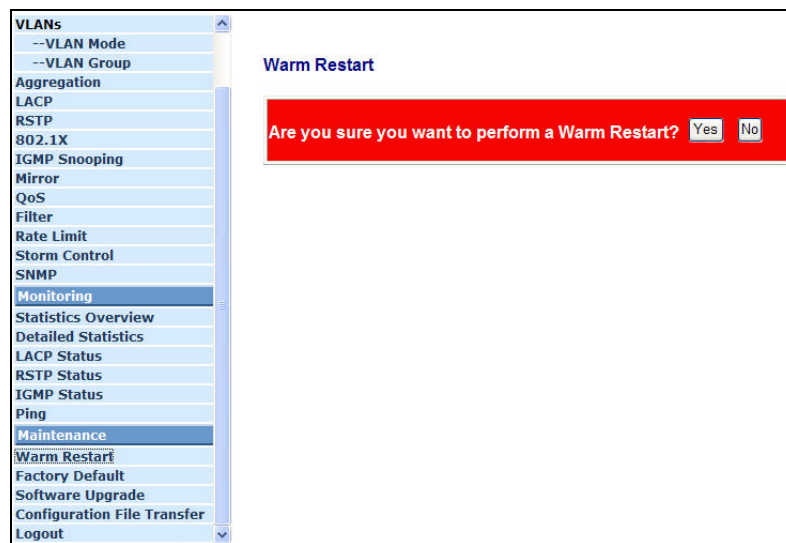 VLANs
--VLAN Mode
--VLAN Group
Aggregation
LACP
RSTP
802.1X
IGMP Snooping
Mirror
QoS
Filter
Rate Limit
Storm Control
SNMP
Monitoring
Statistics Overview
Detailed Statistics
LACP Status
RSTP Status
IGMP Status
Ping
Maintenance
Warm Restart
Factory Default
Software Upgrade
Configuration File Transfer
Logout
Warm Restart
Are you sure you want to perform a Warm Restart? Yes No